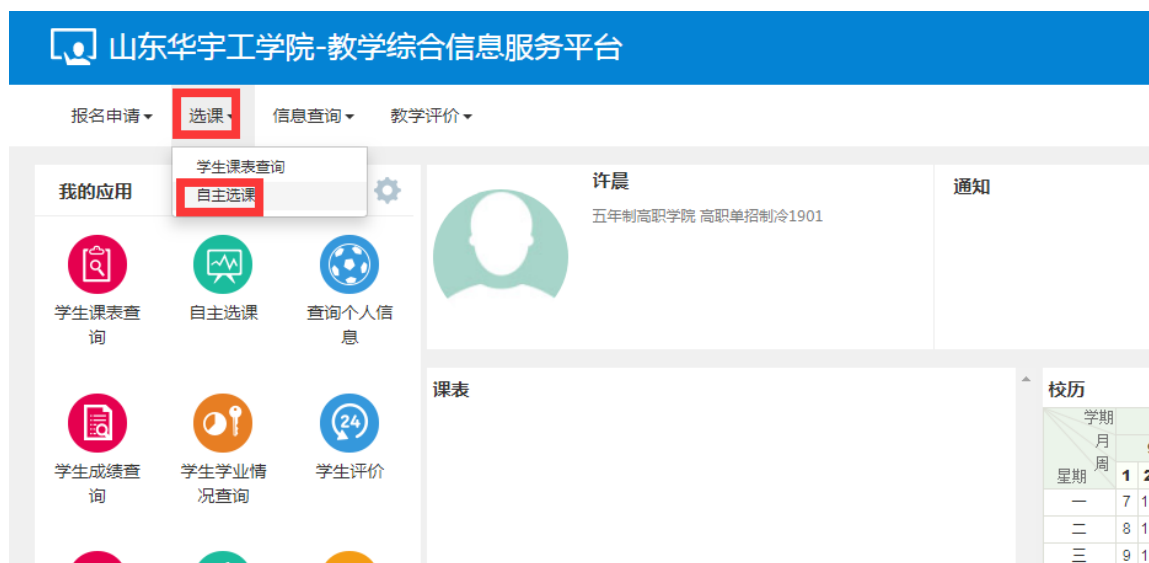 山东华宇工学院-教学综合信息服务平台
报名申请 选课 信息查询 教学评价
学生课表查询
自主选课
我的应用
许晨
五年制高职学院 高职单招制冷1901
通知
学生课表查
询
自主选课
查询个人信
息
24
学生成绩查
询
学生学业情
况查询
学生评价
课表
校历
学期
月
周
星期
1 2
一 7 1
二 8 1
三 9 1